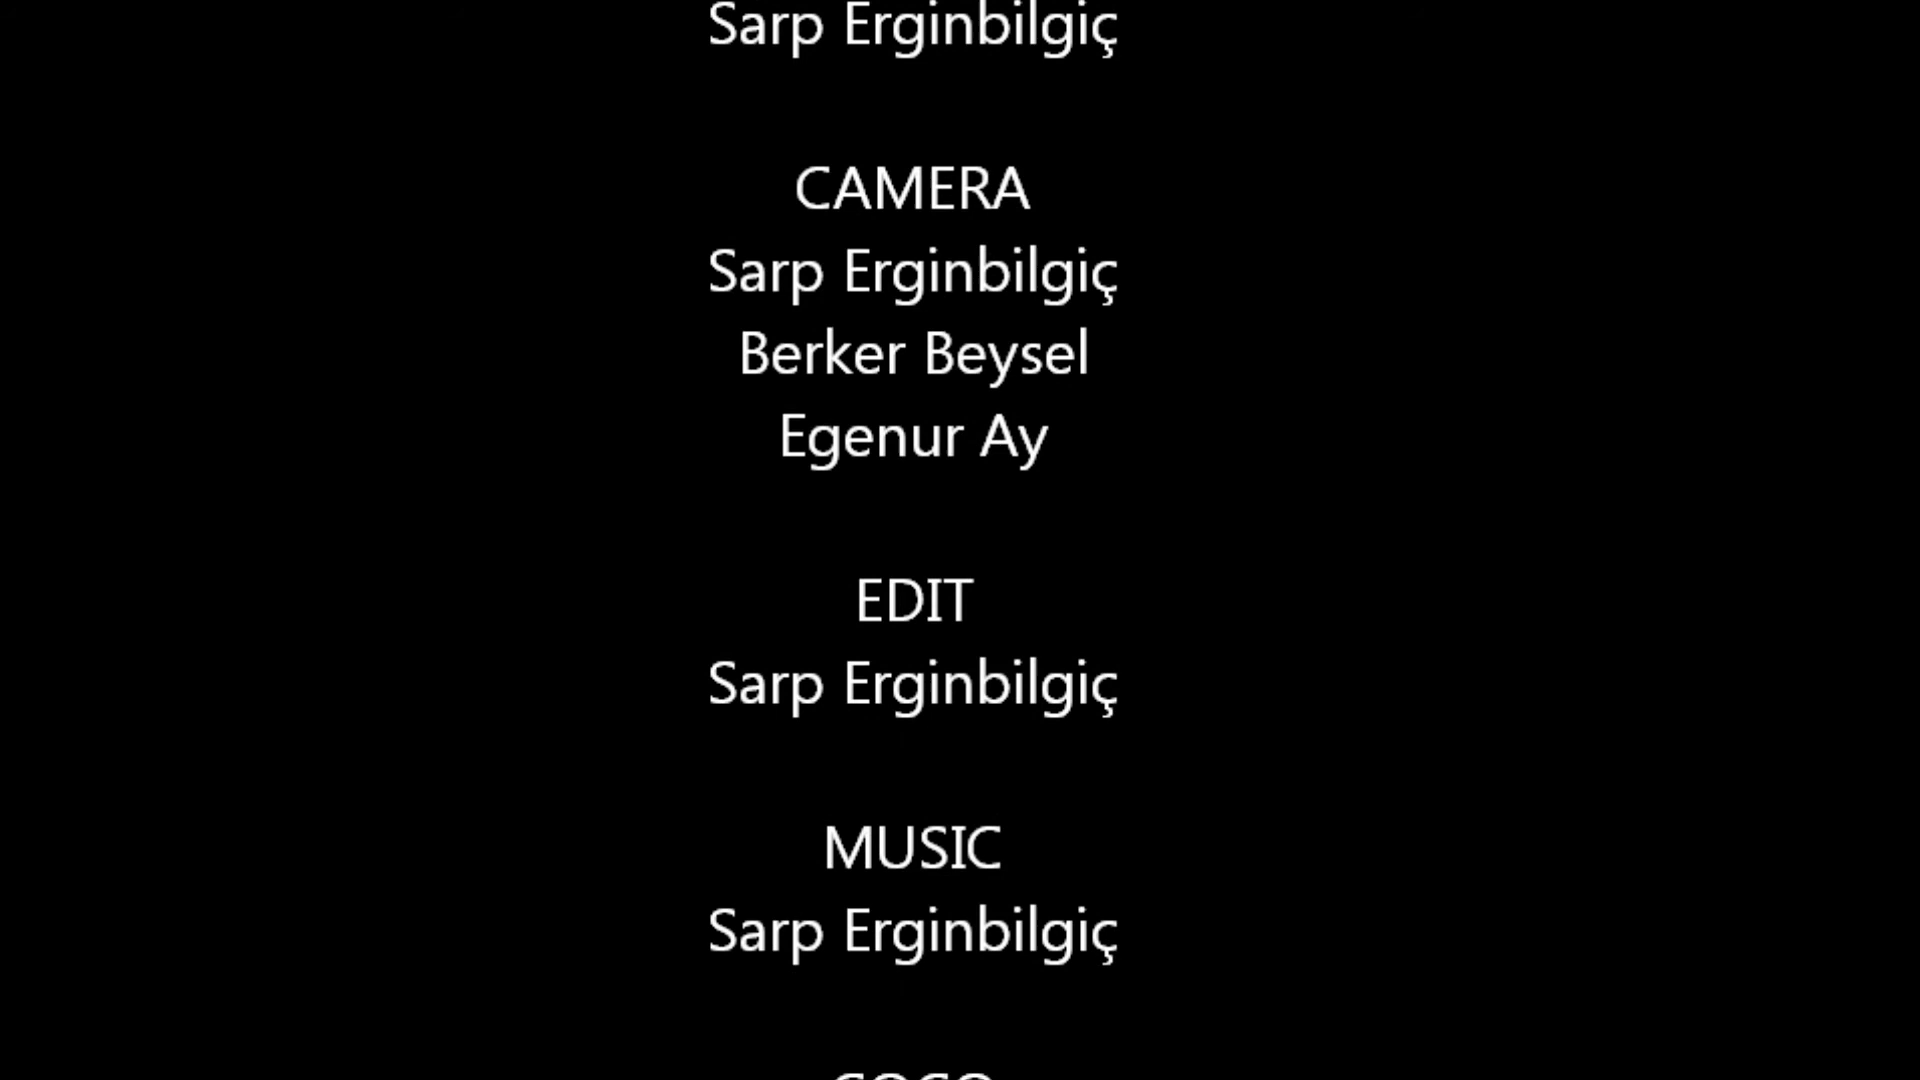 Sarp Erginbilgiç
CAMERA
Sarp Erginbilgiç
Berker Beysel
Egenur Ay
EDIT
Sarp Erginbilgiç
MUSIC
Sarp Erginbilgiç